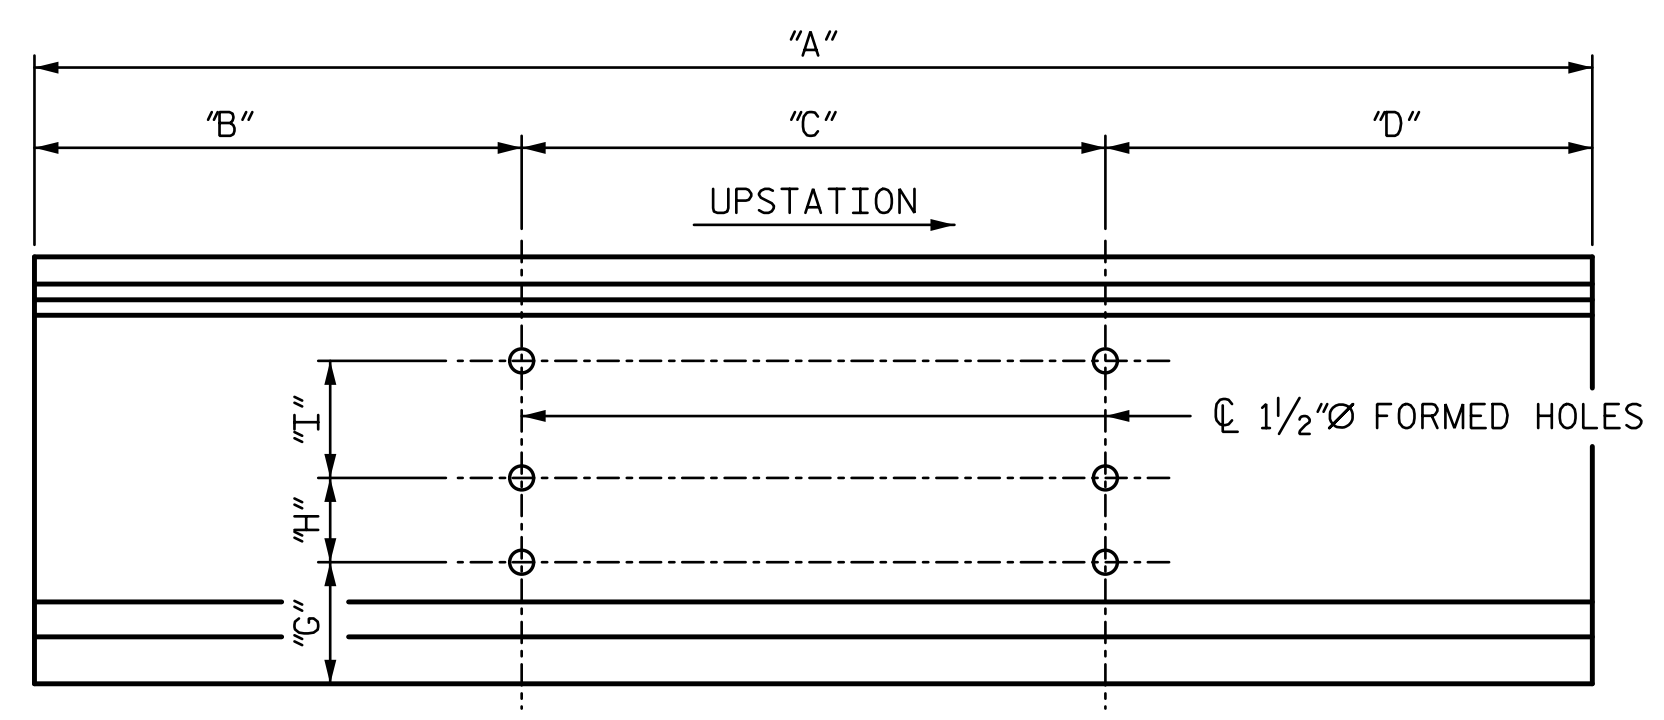 "A"
"B" "C" "D"
UPSTATION
"I"
℄ 1½"Ø FORMED HOLES
"H"
"G"